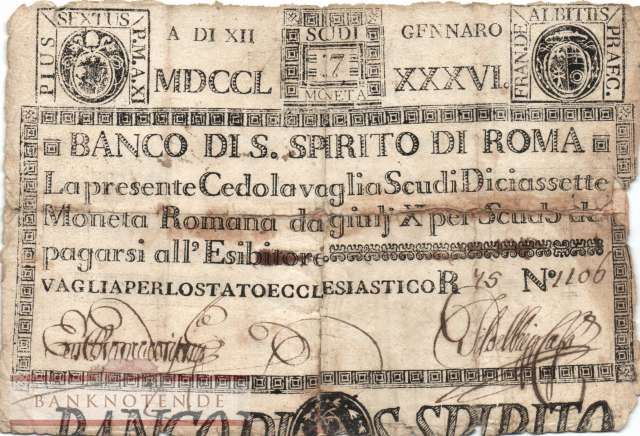 PIUS SEXTUS P.M.A.XI
A DI XII
SCUDI
17
MONETA
GENNARO
FRAN. DE ALBITIIS PRAEF.
MDCCL
XXXVI.
BANCO DI S. SPIRITO DI ROMA
La presente Cedola vaglia Scudi Diciassette
Moneta Romana da giulj X per Scudo da
pagarsi all' Esibitore
VAGLIA PER LO STATO ECCLESIASTICO R 45 No 1106
BANKNOTEN.DE
BANCO DI S. SPIRITO